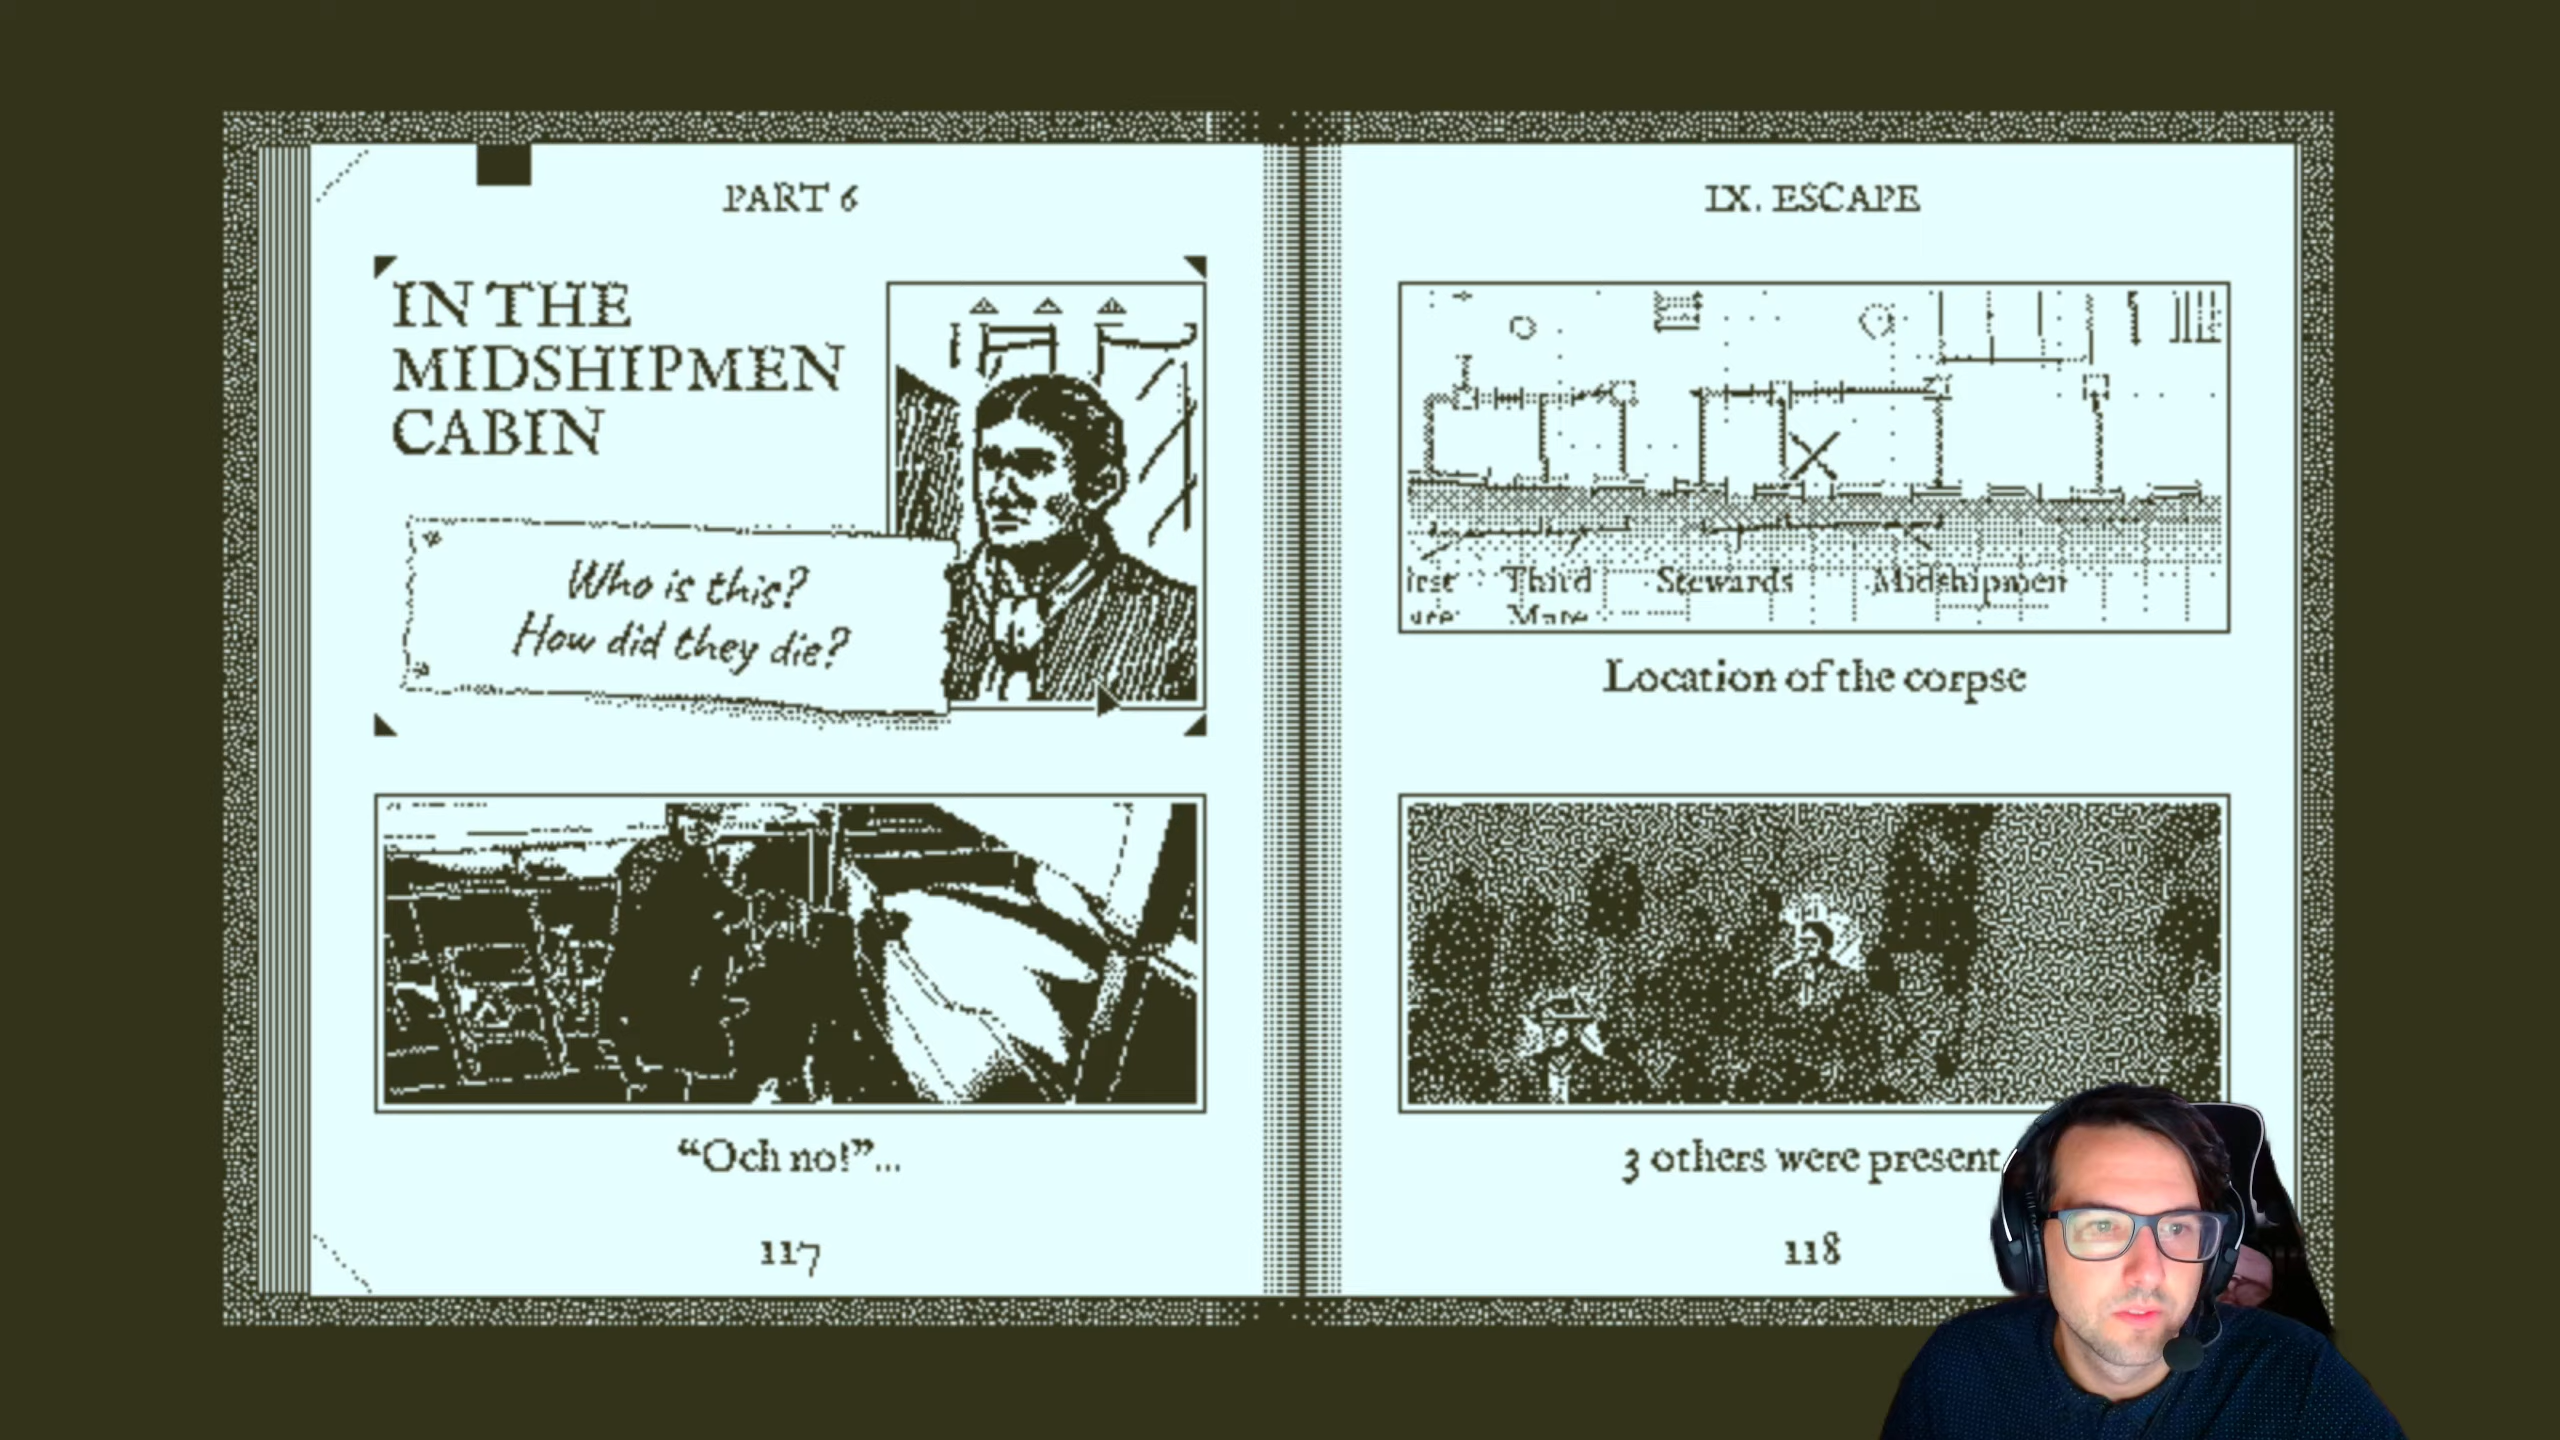 PART 6
IN THE
MIDSHIPMEN
CABIN
Who is this?
How did they die?
"Och no!"...
117
IX. ESCAPE
Third Stewards Midshipmen
Mate
Location of the corpse
3 others were present
118